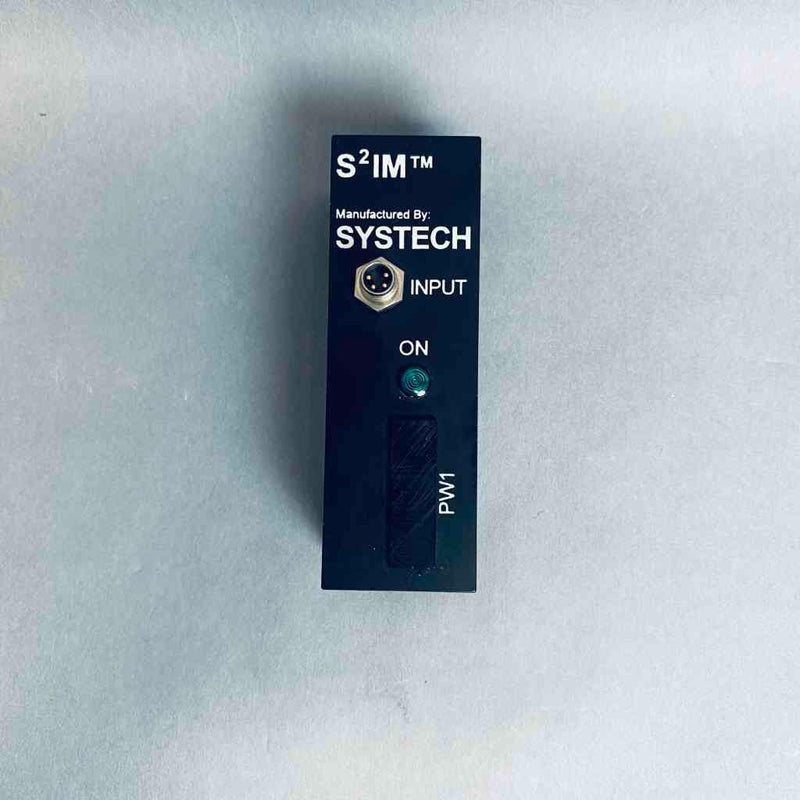 S²IM™
Manufactured By:
SYSTECH
INPUT
ON
PW1